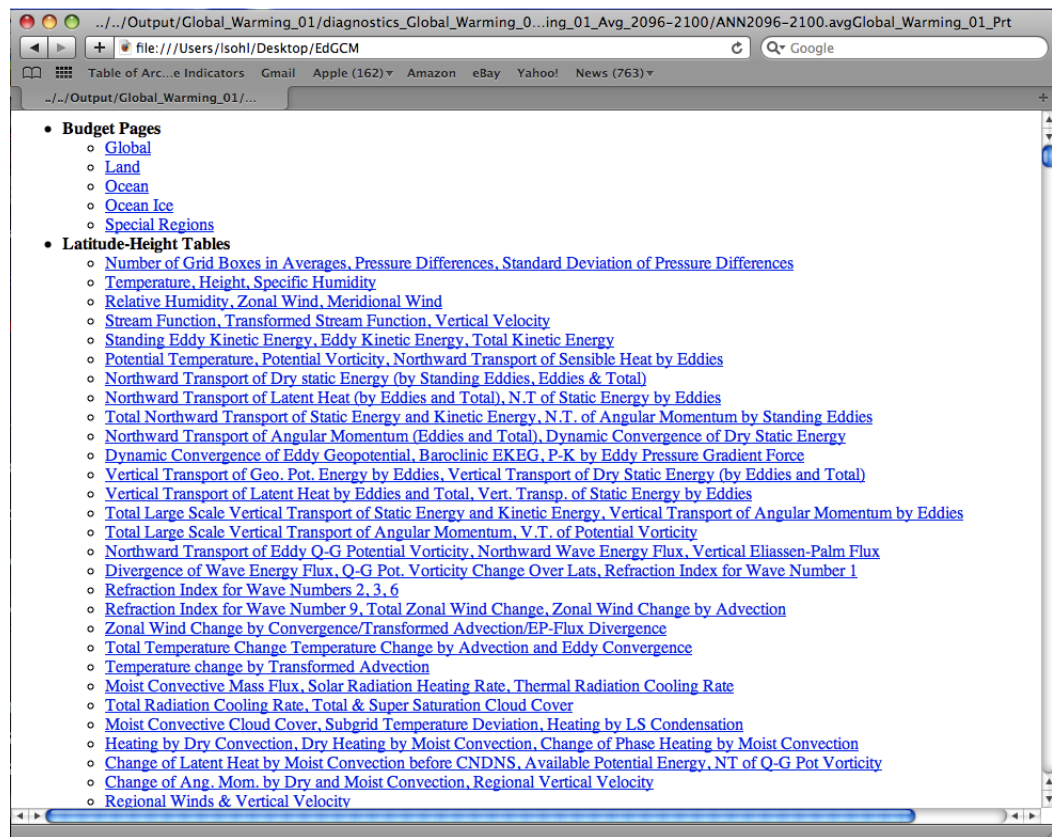 ../../Output/Global_Warming_01/diagnostics_Global_Warming_0...ing_01_Avg_2096-2100/ANN2096-2100.avgGlobal_Warming_01_Prt
file:///Users/lsohl/Desktop/EdGCM
Google
Table of Arc...e Indicators Gmail Apple (162) Amazon eBay Yahoo! News (763)
../../Output/Global_Warming_01/...
Budget Pages
Global
Land
Ocean
Ocean Ice
Special Regions
Latitude-Height Tables
Number of Grid Boxes in Averages, Pressure Differences, Standard Deviation of Pressure Differences
Temperature, Height, Specific Humidity
Relative Humidity, Zonal Wind, Meridional Wind
Stream Function, Transformed Stream Function, Vertical Velocity
Standing Eddy Kinetic Energy, Eddy Kinetic Energy, Total Kinetic Energy
Potential Temperature, Potential Vorticity, Northward Transport of Sensible Heat by Eddies
Northward Transport of Dry static Energy (by Standing Eddies, Eddies & Total)
Northward Transport of Latent Heat (by Eddies and Total), N.T of Static Energy by Eddies
Total Northward Transport of Static Energy and Kinetic Energy, N.T. of Angular Momentum by Standing Eddies
Northward Transport of Angular Momentum (Eddies and Total), Dynamic Convergence of Dry Static Energy
Dynamic Convergence of Eddy Geopotential, Baroclinic EKEG, P-K by Eddy Pressure Gradient Force
Vertical Transport of Geo. Pot. Energy by Eddies, Vertical Transport of Dry Static Energy (by Eddies and Total)
Vertical Transport of Latent Heat by Eddies and Total, Vert. Transp. of Static Energy by Eddies
Total Large Scale Vertical Transport of Static Energy and Kinetic Energy, Vertical Transport of Angular Momentum by Eddies
Total Large Scale Vertical Transport of Angular Momentum, V.T. of Potential Vorticity
Northward Transport of Eddy Q-G Potential Vorticity, Northward Wave Energy Flux, Vertical Eliassen-Palm Flux
Divergence of Wave Energy Flux, Q-G Pot. Vorticity Change Over Lats, Refraction Index for Wave Number 1
Refraction Index for Wave Numbers 2, 3, 6
Refraction Index for Wave Number 9, Total Zonal Wind Change, Zonal Wind Change by Advection
Zonal Wind Change by Convergence/Transformed Advection/EP-Flux Divergence
Total Temperature Change Temperature Change by Advection and Eddy Convergence
Temperature change by Transformed Advection
Moist Convective Mass Flux, Solar Radiation Heating Rate, Thermal Radiation Cooling Rate
Total Radiation Cooling Rate, Total & Super Saturation Cloud Cover
Moist Convective Cloud Cover, Subgrid Temperature Deviation, Heating by LS Condensation
Heating by Dry Convection, Dry Heating by Moist Convection, Change of Phase Heating by Moist Convection
Change of Latent Heat by Moist Convection before CNDNS, Available Potential Energy, NT of Q-G Pot Vorticity
Change of Ang. Mom. by Dry and Moist Convection, Regional Vertical Velocity
Regional Winds & Vertical Velocity